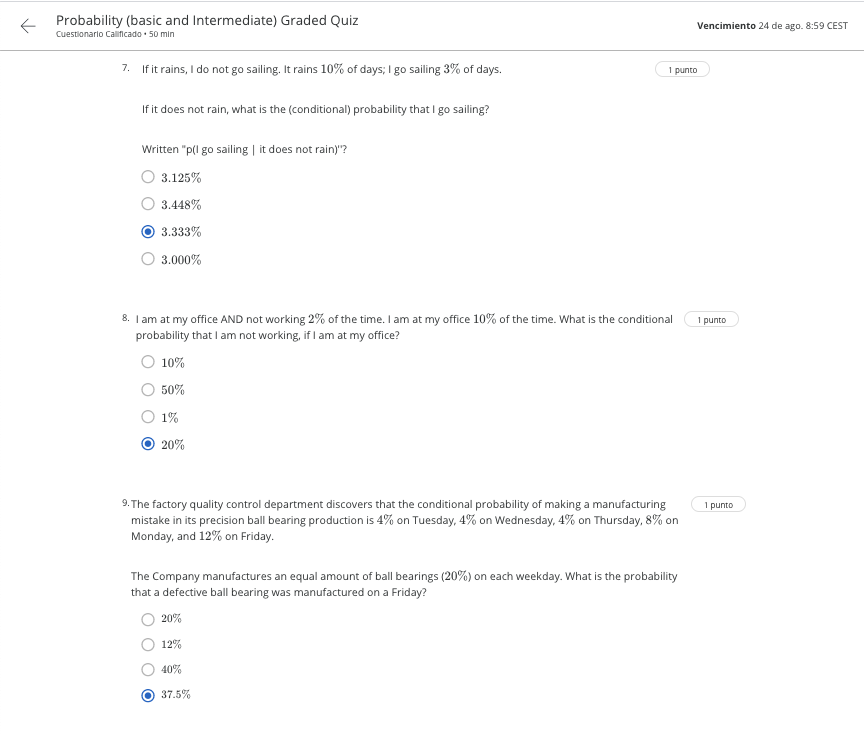 Probability (basic and Intermediate) Graded Quiz
Cuestionario Calificado • 50 min
Vencimiento 24 de ago. 8:59 CEST
7. If it rains, I do not go sailing. It rains 10% of days; I go sailing 3% of days.
1 punto
If it does not rain, what is the (conditional) probability that I go sailing?
Written "p(I go sailing | it does not rain)"?
3.125%
3.448%
3.333%
3.000%
8. I am at my office AND not working 2% of the time. I am at my office 10% of the time. What is the conditional
1 punto
probability that I am not working, if I am at my office?
10%
50%
1%
20%
9. The factory quality control department discovers that the conditional probability of making a manufacturing
1 punto
mistake in its precision ball bearing production is 4% on Tuesday, 4% on Wednesday, 4% on Thursday, 8% on
Monday, and 12% on Friday.
The Company manufactures an equal amount of ball bearings (20%) on each weekday. What is the probability
that a defective ball bearing was manufactured on a Friday?
20%
12%
40%
37.5%